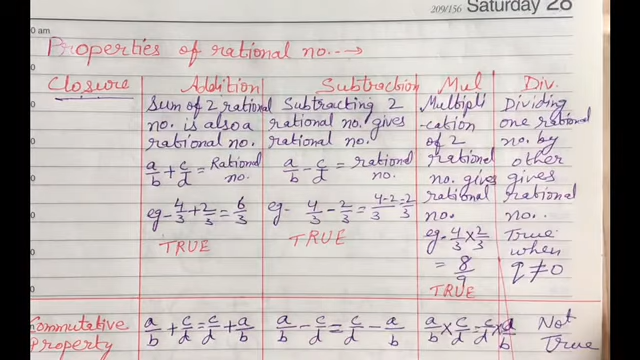 209/156 Saturday 28
0 am
Properties of rational no. --→
Closure
Addition
Sum of 2 rational
no. is also a
rational no.
a/b + c/d = Rational no.
eg- 4/3 + 2/3 = 6/3
TRUE
Subtraction
Subtracting 2
rational no. gives
rational no.
a/b - c/d = rational no.
eg- 4/3 - 2/3 = 4-2/3 = 2/3
TRUE
Mul
Multipli
-cation
of 2
rational
no. gives
rational
no.
eg- 4/3 × 2/3
= 8/9
TRUE
Div.
Dividing
one rational
no. by
other
gives
rational
no..
True
when
q ≠ 0
Commutative
Property
a/b + c/d = c/d + a/b
a/b - c/d = c/d - a/b
a/b × c/d = c/d × a/b
Not
True